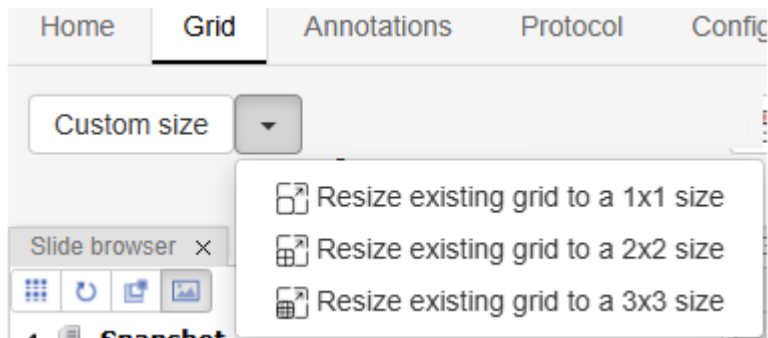 Home Grid Annotations Protocol
Custom size
Resize existing grid to a 1x1 size
Resize existing grid to a 2x2 size
Resize existing grid to a 3x3 size
Slide browser
Snapshot